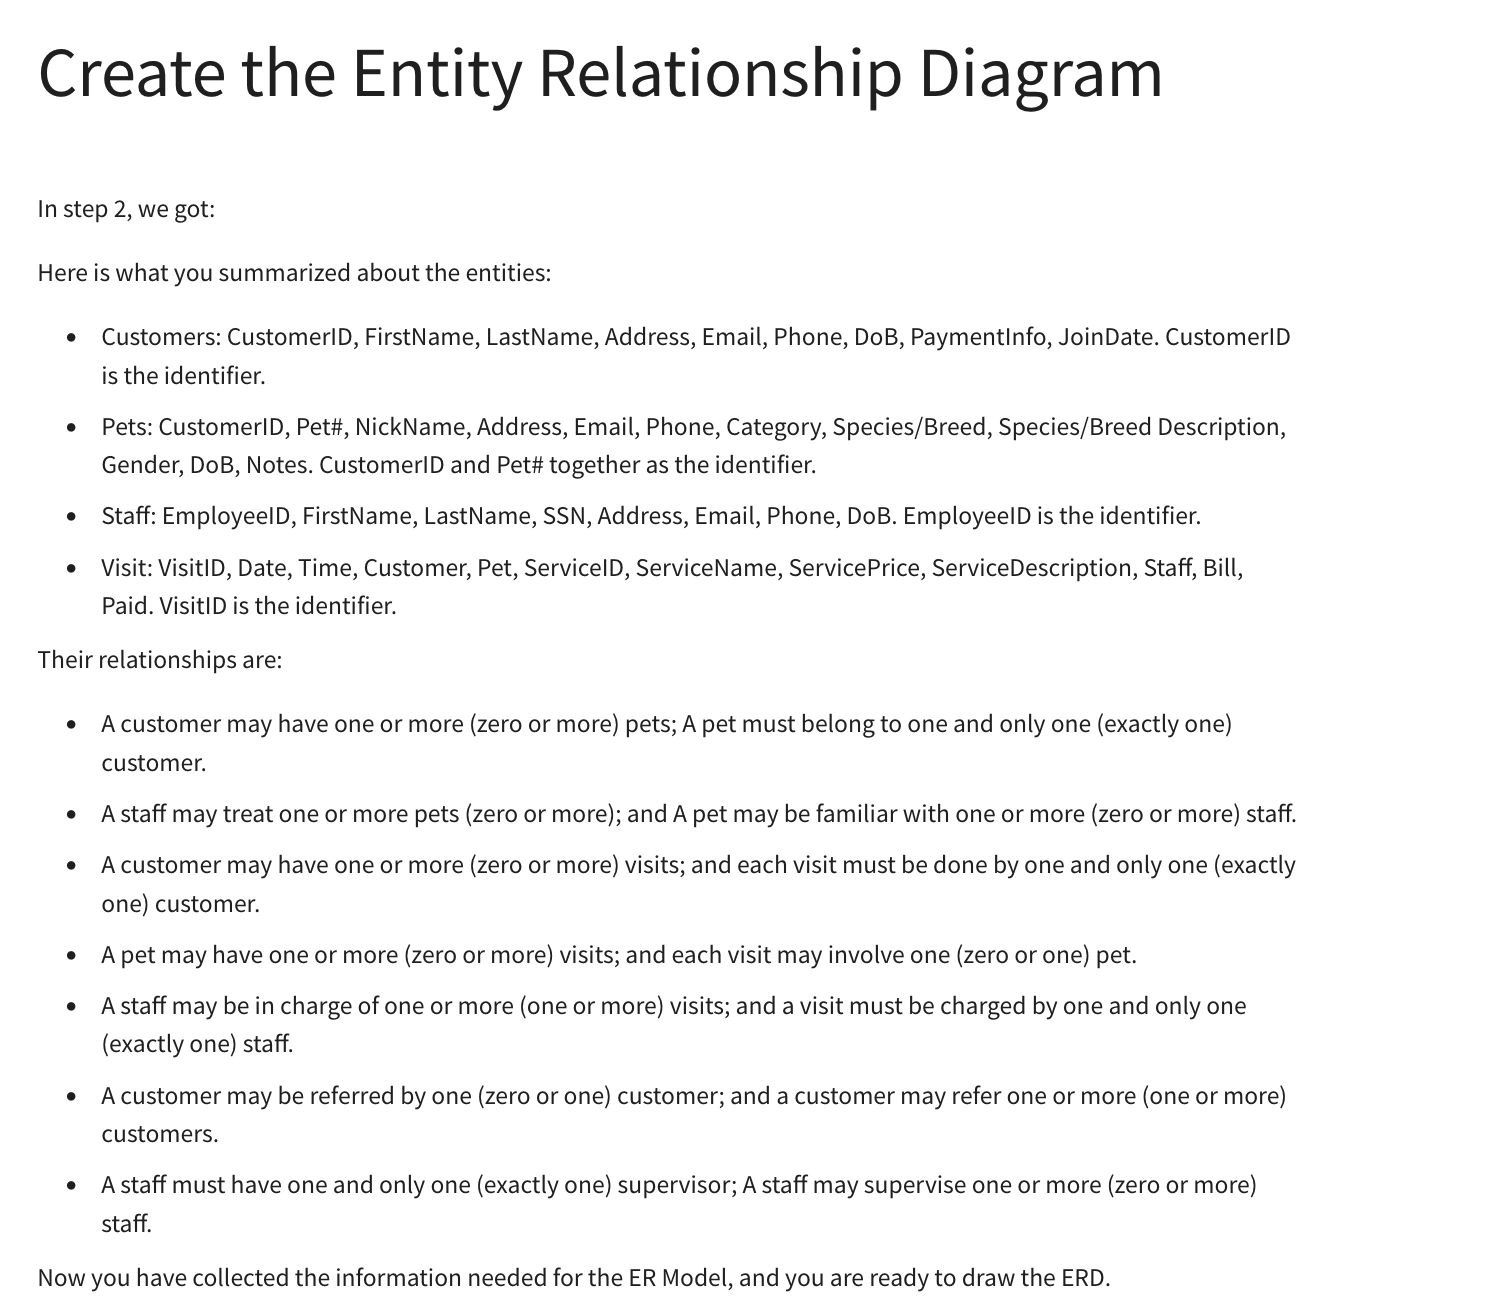 Create the Entity Relationship Diagram
In step 2, we got:
Here is what you summarized about the entities:
• Customers: CustomerID, FirstName, LastName, Address, Email, Phone, DoB, PaymentInfo, JoinDate. CustomerID
is the identifier.
• Pets: CustomerID, Pet#, NickName, Address, Email, Phone, Category, Species/Breed, Species/Breed Description,
Gender, DoB, Notes. CustomerID and Pet# together as the identifier.
• Staff: EmployeeID, FirstName, LastName, SSN, Address, Email, Phone, DoB. EmployeeID is the identifier.
• Visit: VisitID, Date, Time, Customer, Pet, ServiceID, ServiceName, ServicePrice, ServiceDescription, Staff, Bill,
Paid. VisitID is the identifier.
Their relationships are:
• A customer may have one or more (zero or more) pets; A pet must belong to one and only one (exactly one)
customer.
• A staff may treat one or more pets (zero or more); and A pet may be familiar with one or more (zero or more) staff.
• A customer may have one or more (zero or more) visits; and each visit must be done by one and only one (exactly
one) customer.
• A pet may have one or more (zero or more) visits; and each visit may involve one (zero or one) pet.
• A staff may be in charge of one or more (one or more) visits; and a visit must be charged by one and only one
(exactly one) staff.
• A customer may be referred by one (zero or one) customer; and a customer may refer one or more (one or more)
customers.
• A staff must have one and only one (exactly one) supervisor; A staff may supervise one or more (zero or more)
staff.
Now you have collected the information needed for the ER Model, and you are ready to draw the ERD.